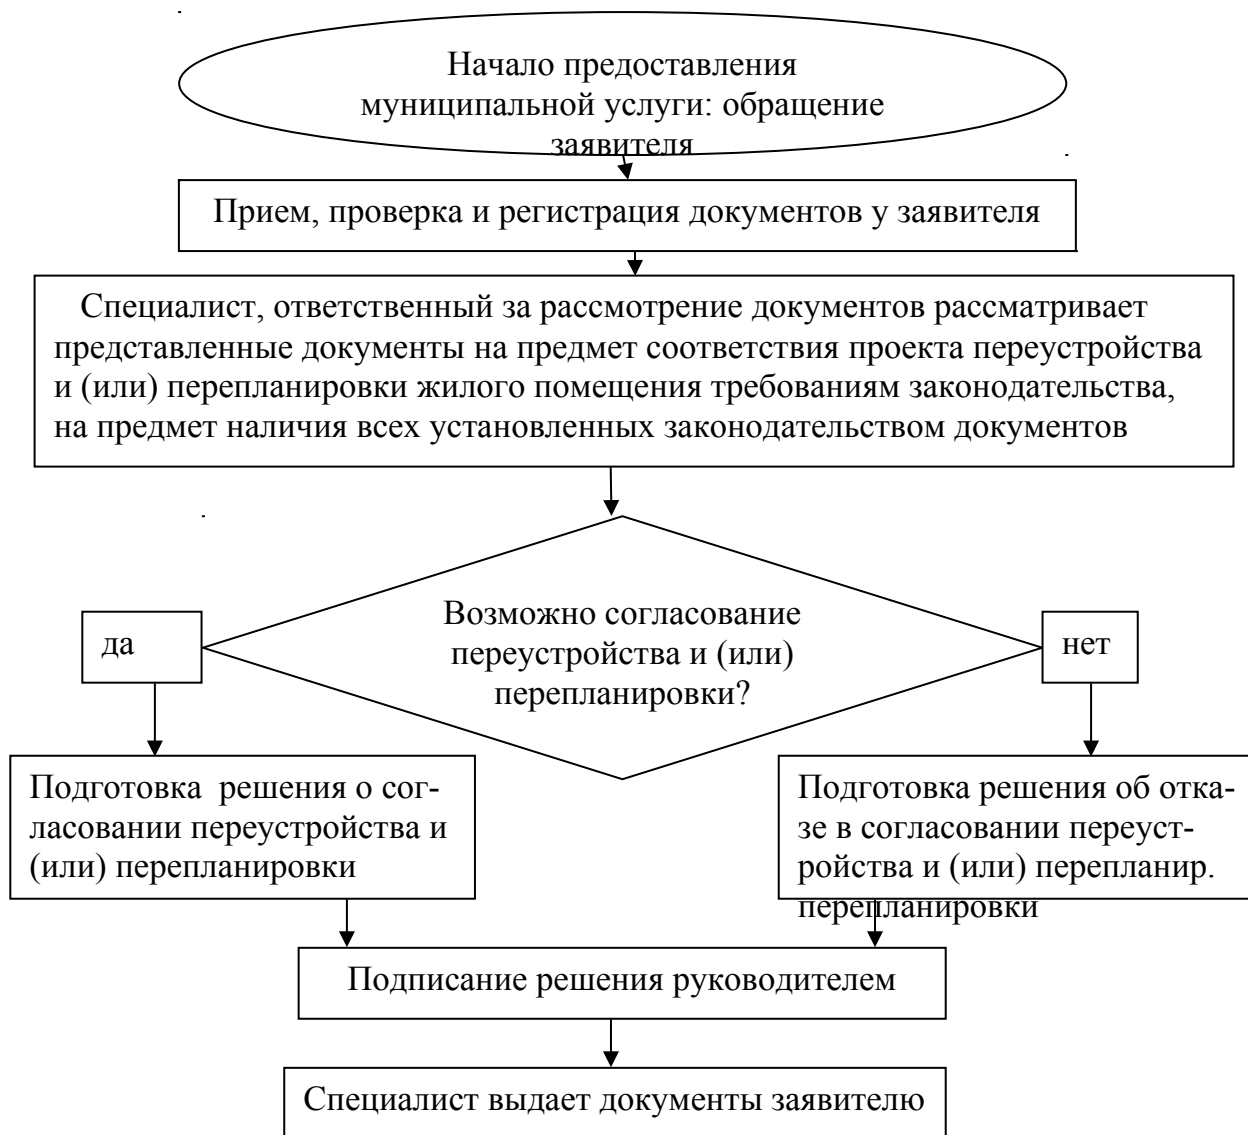 Начало предоставления
муниципальной услуги: обращение
заявителя
Прием, проверка и регистрация документов у заявителя
Специалист, ответственный за рассмотрение документов рассматривает
представленные документы на предмет соответствия проекта переустройства
и (или) перепланировки жилого помещения требованиям законодательства,
на предмет наличия всех установленных законодательством документов
Возможно согласование
переустройства и (или)
перепланировки?
да
нет
Подготовка решения о сог-
ласовании переустройства и
(или) перепланировки
Подготовка решения об отка-
зе в согласовании переуст-
ройства и (или) перепланир.
перепланировки
Подписание решения руководителем
Специалист выдает документы заявителю